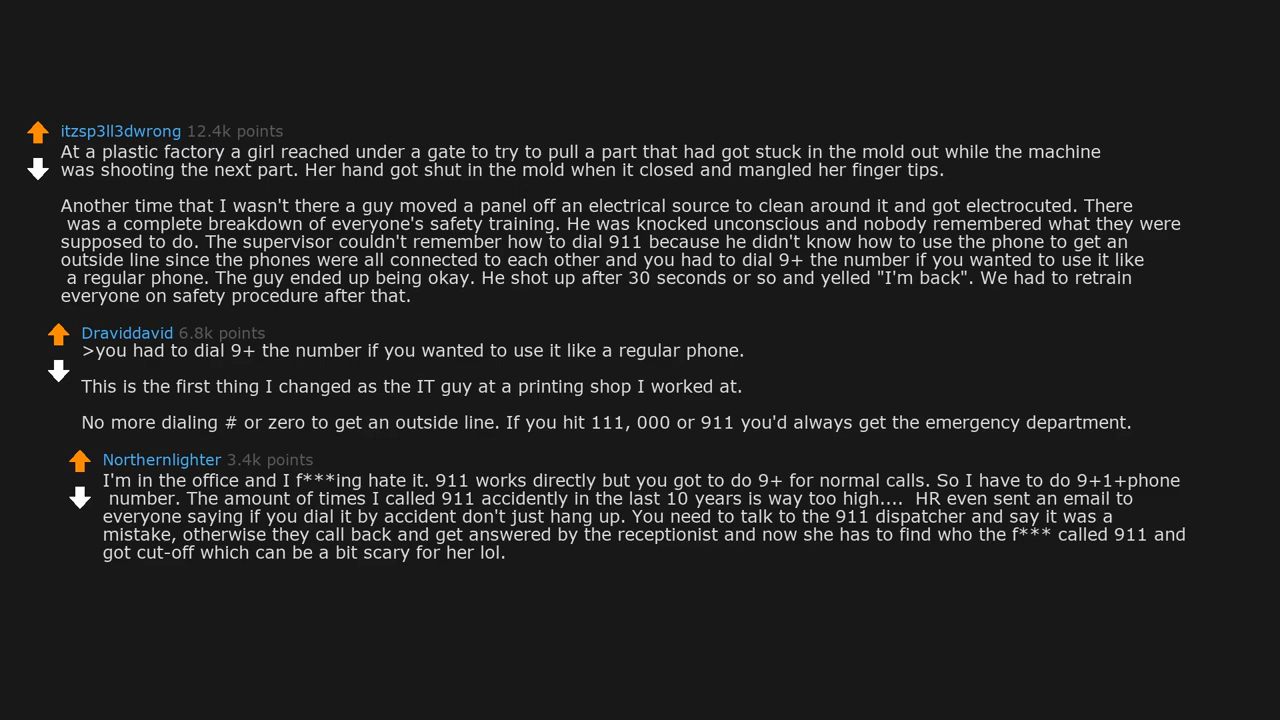 itzsp3ll3dwrong 12.4k points
At a plastic factory a girl reached under a gate to try to pull a part that had got stuck in the mold out while the machine
was shooting the next part. Her hand got shut in the mold when it closed and mangled her finger tips.
Another time that I wasn't there a guy moved a panel off an electrical source to clean around it and got electrocuted. There
was a complete breakdown of everyone's safety training. He was knocked unconscious and nobody remembered what they were
supposed to do. The supervisor couldn't remember how to dial 911 because he didn't know how to use the phone to get an
outside line since the phones were all connected to each other and you had to dial 9+ the number if you wanted to use it like
a regular phone. The guy ended up being okay. He shot up after 30 seconds or so and yelled "I'm back". We had to retrain
everyone on safety procedure after that.
Draviddavid 6.8k points
>you had to dial 9+ the number if you wanted to use it like a regular phone.
This is the first thing I changed as the IT guy at a printing shop I worked at.
No more dialing # or zero to get an outside line. If you hit 111, 000 or 911 you'd always get the emergency department.
Northernlighter 3.4k points
I'm in the office and I f***ing hate it. 911 works directly but you got to do 9+ for normal calls. So I have to do 9+1+phone
number. The amount of times I called 911 accidently in the last 10 years is way too high.... HR even sent an email to
everyone saying if you dial it by accident don't just hang up. You need to talk to the 911 dispatcher and say it was a
mistake, otherwise they call back and get answered by the receptionist and now she has to find who the f*** called 911 and
got cut-off which can be a bit scary for her lol.